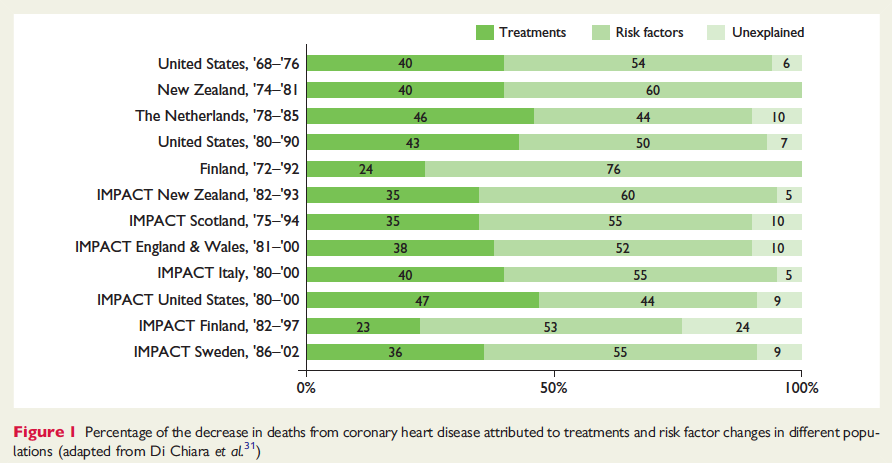 Treatments Risk factors Unexplained
United States, '68–'76 40 54 6
New Zealand, '74–'81 40 60
The Netherlands, '78–'85 46 44 10
United States, '80–'90 43 50 7
Finland, '72–'92 24 76
IMPACT New Zealand, '82–'93 35 60 5
IMPACT Scotland, '75–'94 35 55 10
IMPACT England & Wales, '81–'00 38 52 10
IMPACT Italy, '80–'00 40 55 5
IMPACT United States, '80–'00 47 44 9
IMPACT Finland, '82–'97 23 53 24
IMPACT Sweden, '86–'02 36 55 9
0% 50% 100%
Figure 1 Percentage of the decrease in deaths from coronary heart disease attributed to treatments and risk factor changes in different popu-
lations (adapted from Di Chiara et al.31)